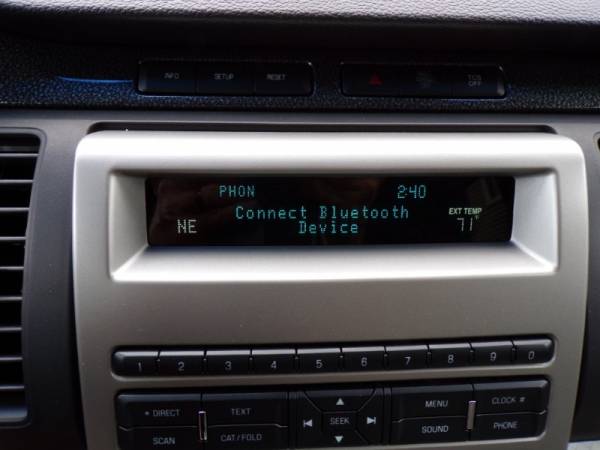 INFO SETUP RESET TCS OFF
PHON 2:40
Connect Bluetooth EXT TEMP
NE Device 71°
1 2 3 4 5 6 7 8 9 0
• DIRECT TEXT SEEK MENU CLOCK #
SCAN CAT / FOLD SOUND PHONE